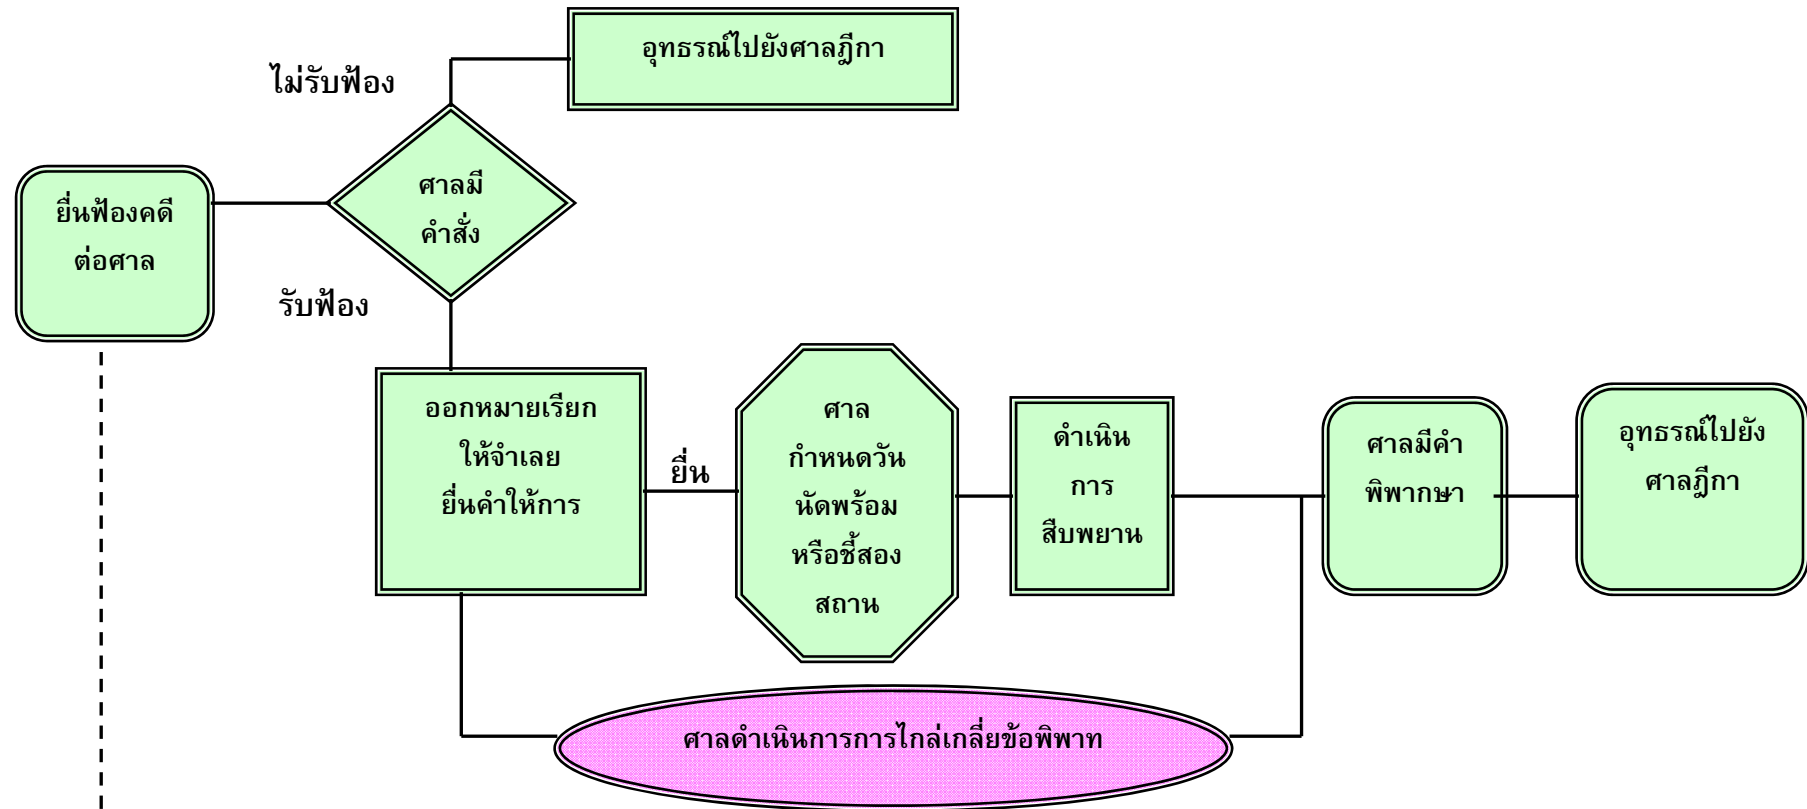 อุทธรณ์ไปยังศาลฎีกา
ไม่รับฟ้อง
ศาลมี
คำสั่ง
ยื่นฟ้องคดี
ต่อศาล
รับฟ้อง
ออกหมายเรียก
ให้จำเลย
ยื่นคำให้การ
ยื่น
ศาล
กำหนดวัน
นัดพร้อม
หรือชี้สอง
สถาน
ดำเนิน
การ
สืบพยาน
ศาลมีคำ
พิพากษา
อุทธรณ์ไปยัง
ศาลฎีกา
ศาลดำเนินการการไกล่เกลี่ยข้อพิพาท